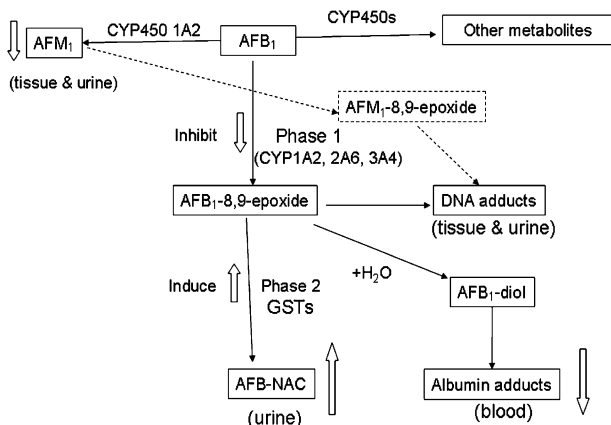 CYP450 1A2
CYP450s
AFM₁
AFB₁
Other metabolites
(tissue & urine)
AFM₁-8,9-epoxide
Inhibit
Phase 1
(CYP1A2, 2A6, 3A4)
AFB₁-8,9-epoxide
DNA adducts
(tissue & urine)
+H₂O
Induce
Phase 2
GSTs
AFB₁-diol
AFB-NAC
Albumin adducts
(urine)
(blood)